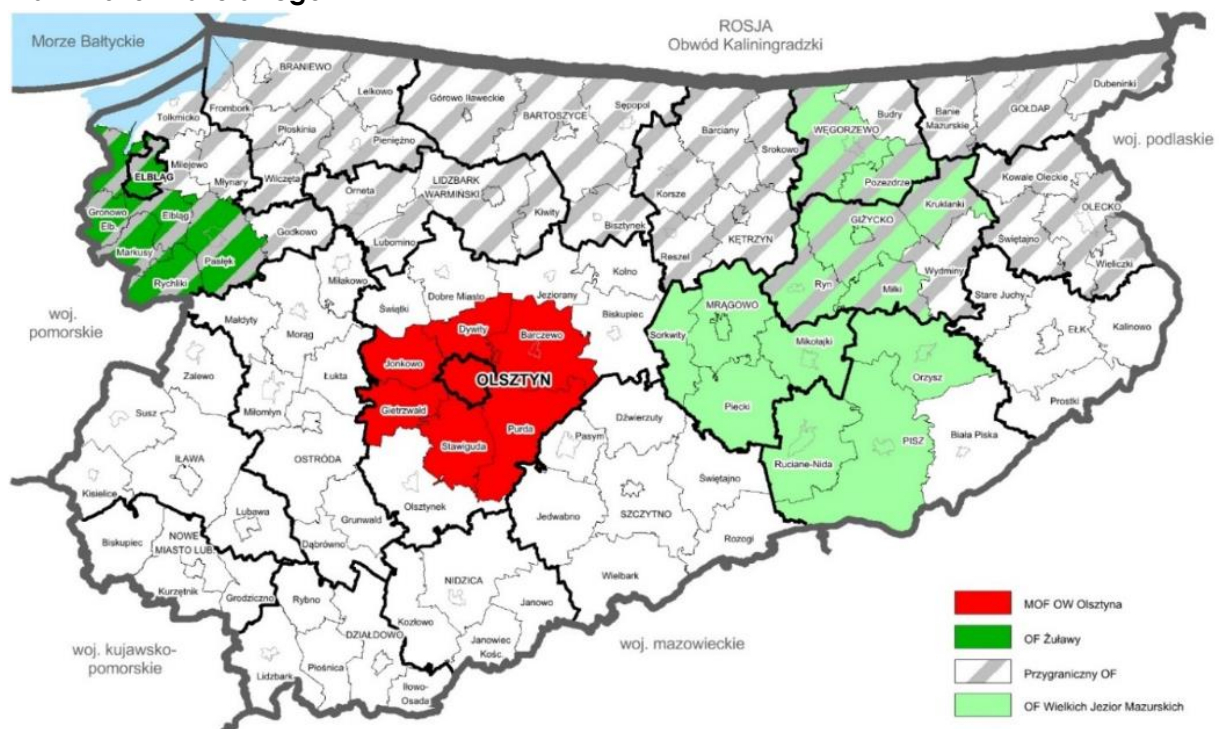 Morze Bałtyckie
ROSJA
Obwód Kaliningradzki
BRANIEWO
Lelkowo
Frombork
Tolkmicko
Płoskinia
Pieniężno
Górowo Iławeckie
BARTOSZYCE
Sępopol
Barciany
Srokowo
WĘGORZEWO
Budry
Banie
Mazurskie
GOŁDAP
Dubeninki
woj. podlaskie
ELBLĄG
Milejewo
Młynary
Wilczęta
Orneta
LIDZBARK
WARMIŃSKI
Kiwity
Bisztynek
Korsze
KĘTRZYN
Reszel
Pozezdrze
Kruklanki
GIŻYCKO
Kowale Oleckie
OLECKO
Świętajno
Wieliczki
Gronowo
Elb.
Elbląg
Markusy
Pasłęk
Rychliki
Godkowo
Lubomino
Ryn
Miłki
Wydminy
Stare Juchy
EŁK
Kalinowo
woj.
pomorskie
Miłakowo
Małdyty
Morąg
Świątki
Dobre Miasto
Jeziorany
Kolno
Biskupiec
Sorkwity
MRĄGOWO
Mikołajki
Orzysz
Prostki
Zalewo
Łukta
Miłomłyn
Jonkowo
Dywity
Barczewo
OLSZTYN
Gietrzwałd
Stawiguda
Purda
Piecki
Dźwierzuty
Pasym
Ruciane-Nida
PISZ
Biała Piska
Susz
IŁAWA
OSTRÓDA
Kisielice
Lubawa
Grunwald
Dąbrówno
Olsztynek
Jedwabno
SZCZYTNO
Świętajno
Rozogi
Wielbark
Biskupiec
NOWE
MIASTO LUB.
Kurzętnik
Grodziczno
Rybno
NIDZICA
Kozłowo
Janowo
Janowiec
Kośc.
DZIAŁDOWO
Płośnica
Lidzbark
Iłowo-
Osada
woj. kujawsko-
pomorskie
woj. mazowieckie
MOF OW Olsztyna
OF Żuławy
Przygraniczny OF
OF Wielkich Jezior Mazurskich